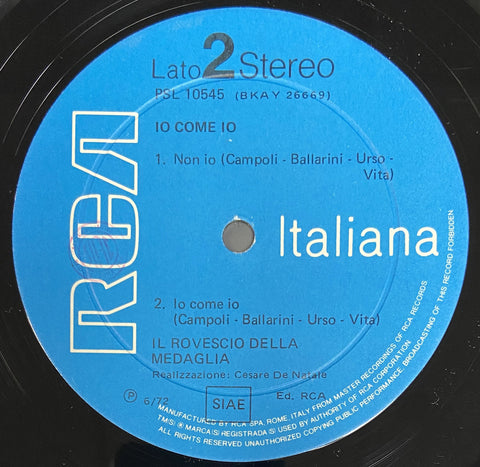 Lato 2 Stereo
PSL 10545 (BKAY 26669)
IO COME IO
1. Non io (Campoli - Ballarini - Urso -
Vita)
RCA
Italiana
2. Io come io
(Campoli - Ballarini - Urso - Vita)
IL ROVESCIO DELLA
MEDAGLIA
Realizzazione: Cesare De Natale
Ⓟ 6/72
SIAE
Ed. RCA
MANUFACTURED BY RCA SPA, ROME, ITALY FROM MASTER RECORDINGS OF RCA RECORDS
TM(S) ® MARCA(S) REGISTRADA(S) USED BY AUTHORITY OF RCA CORPORATION
ALL RIGHTS RESERVED UNAUTHORIZED COPYING PUBLIC PERFORMANCE, BROADCASTING OF THIS RECORD FORBIDDEN